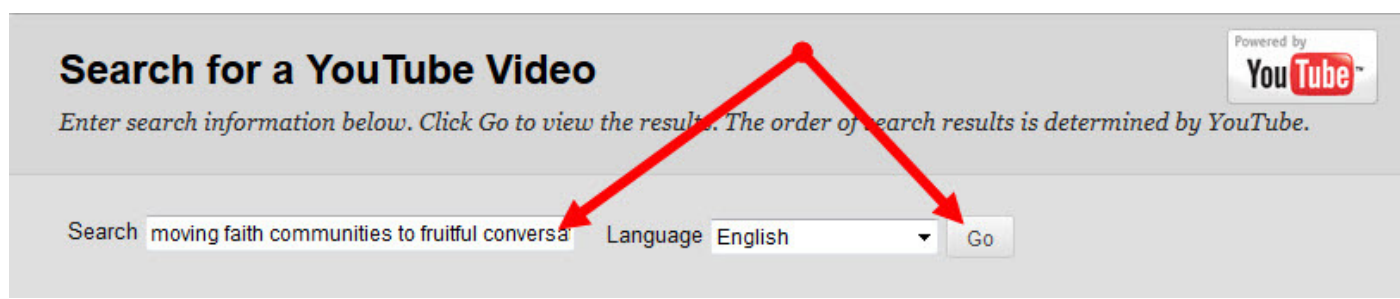 Powered by
YouTube™
Search for a YouTube Video
Enter search information below. Click Go to view the results. The order of search results is determined by YouTube.
Search moving faith communities to fruitful conversa Language English Go